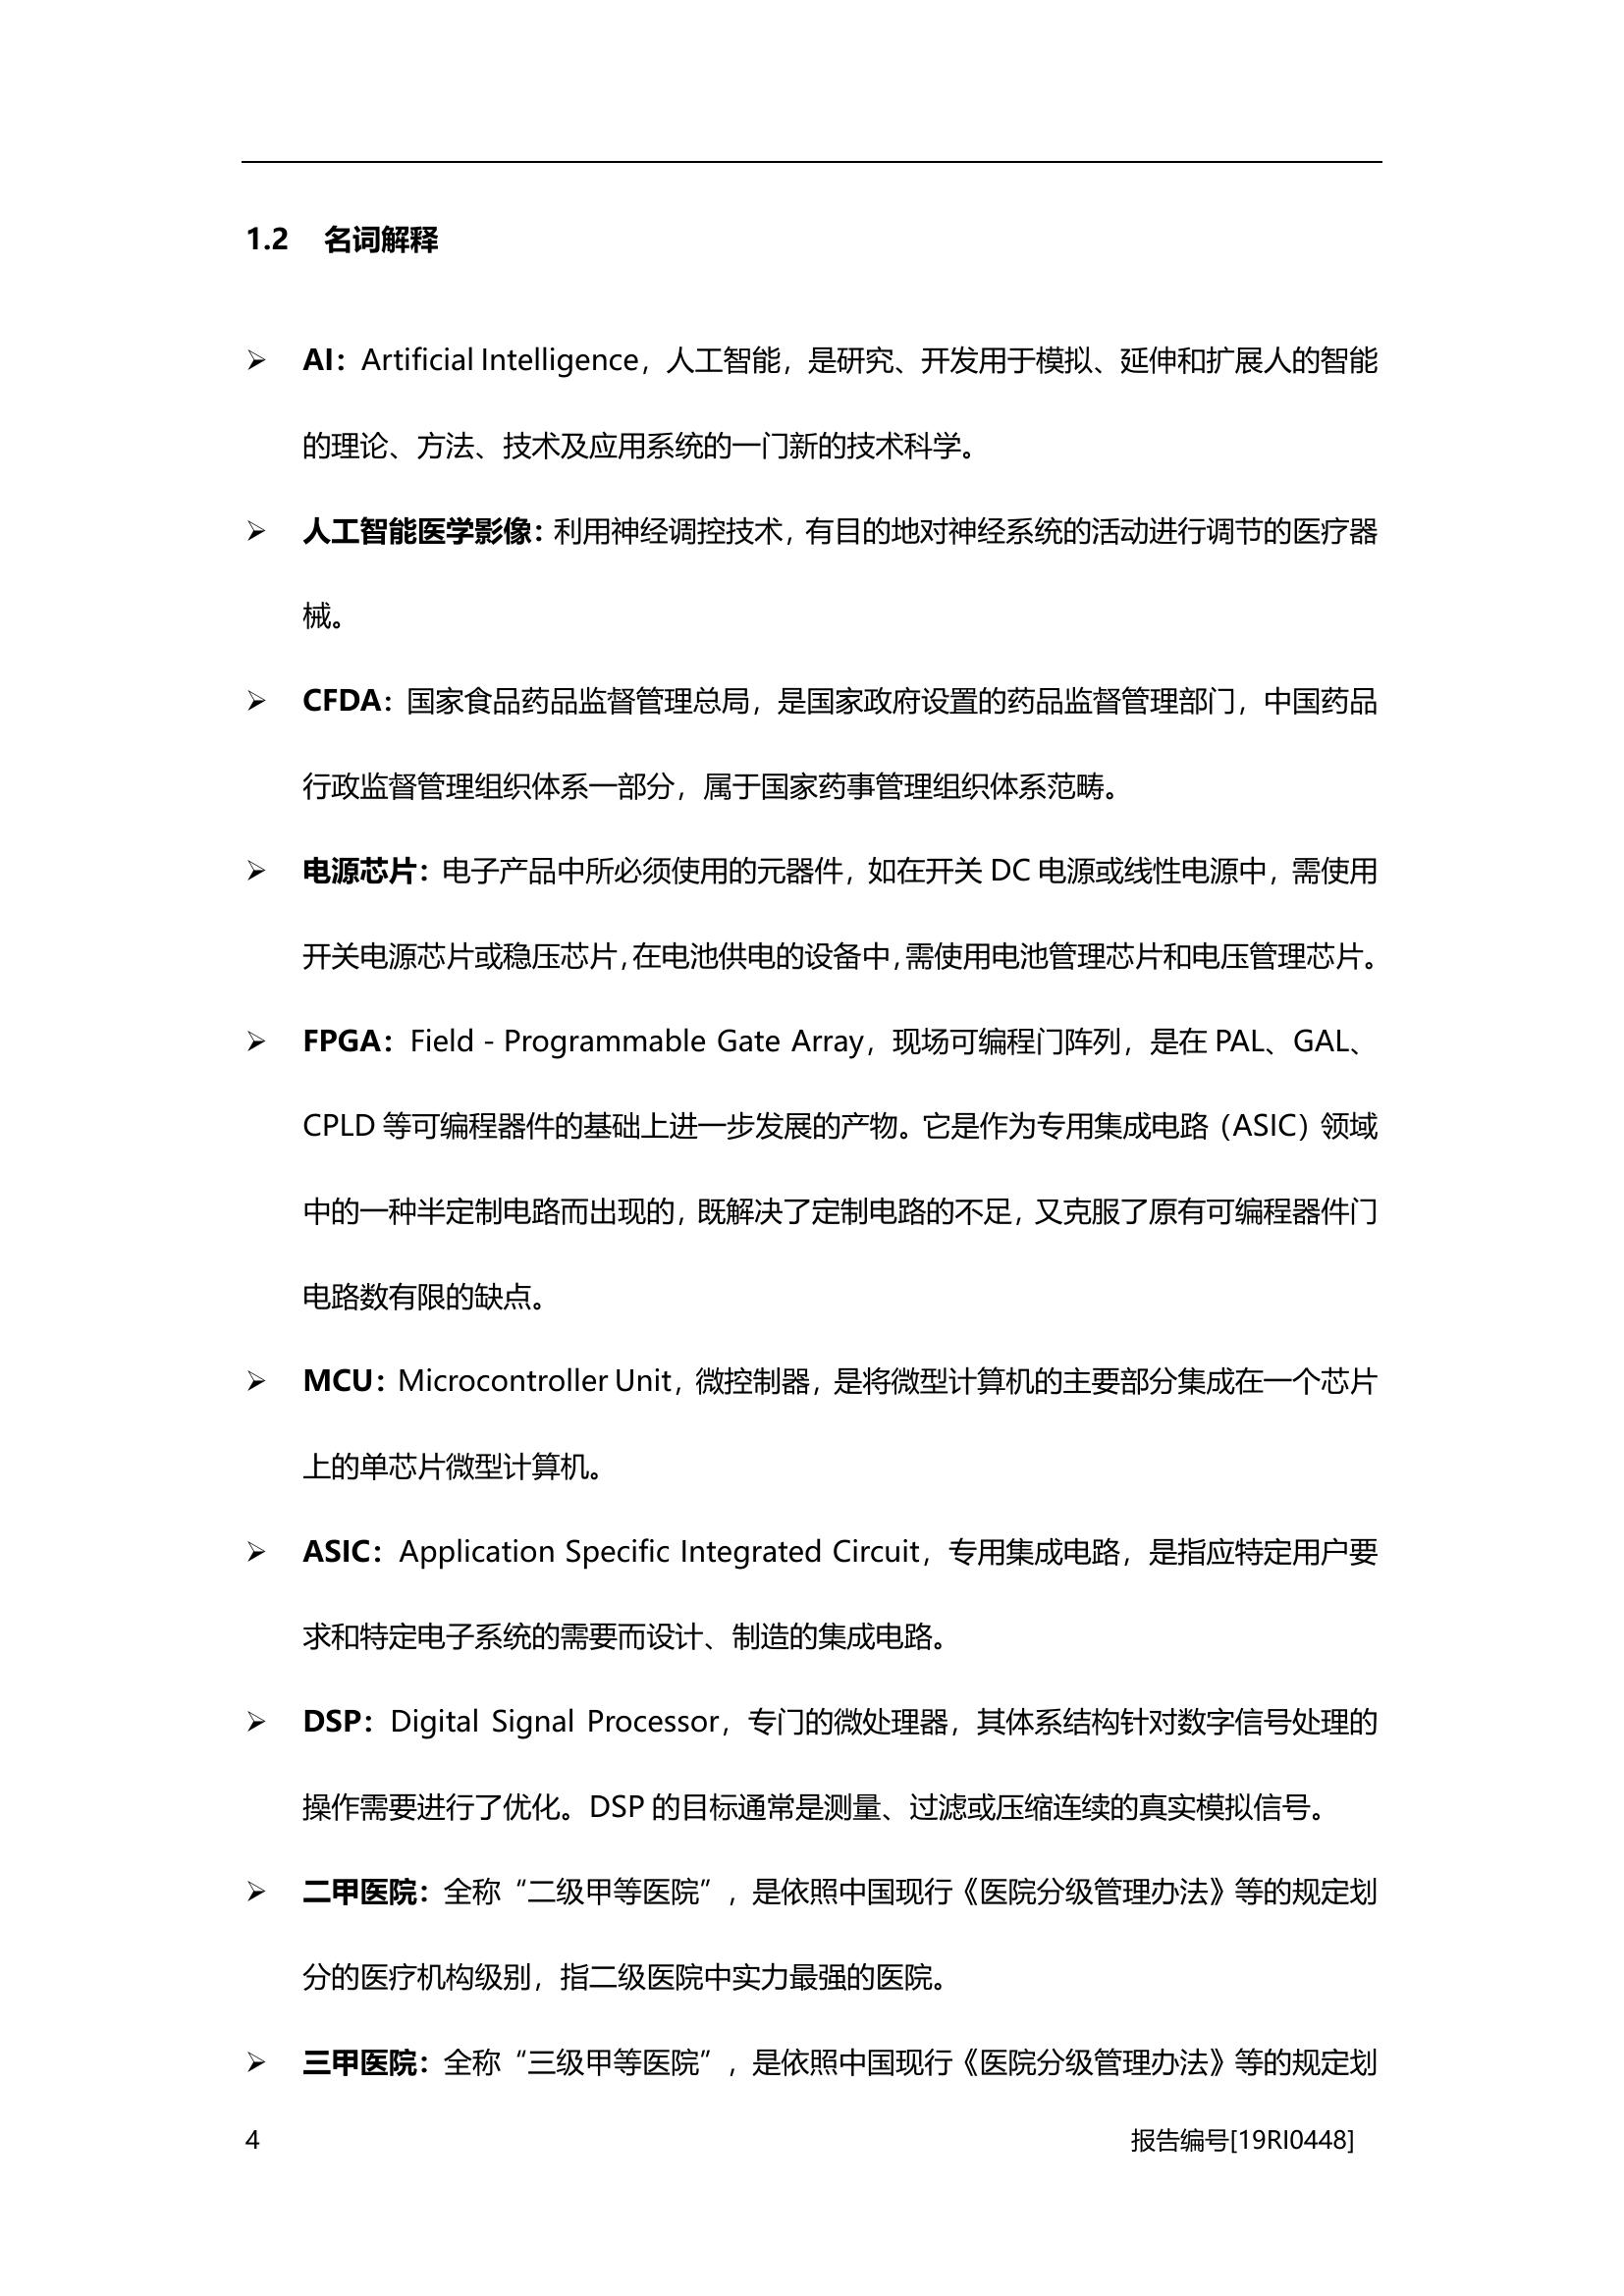 1.2 名词解释
➢ AI：Artificial Intelligence，人工智能，是研究、开发用于模拟、延伸和扩展人的智能
的理论、方法、技术及应用系统的一门新的技术科学。
➢ 人工智能医学影像：利用神经调控技术，有目的地对神经系统的活动进行调节的医疗器
械。
➢ CFDA：国家食品药品监督管理总局，是国家政府设置的药品监督管理部门，中国药品
行政监督管理组织体系一部分，属于国家药事管理组织体系范畴。
➢ 电源芯片：电子产品中所必须使用的元器件，如在开关 DC 电源或线性电源中，需使用
开关电源芯片或稳压芯片，在电池供电的设备中，需使用电池管理芯片和电压管理芯片。
➢ FPGA：Field - Programmable Gate Array，现场可编程门阵列，是在 PAL、GAL、
CPLD 等可编程器件的基础上进一步发展的产物。它是作为专用集成电路（ASIC）领域
中的一种半定制电路而出现的，既解决了定制电路的不足，又克服了原有可编程器件门
电路数有限的缺点。
➢ MCU：Microcontroller Unit，微控制器，是将微型计算机的主要部分集成在一个芯片
上的单芯片微型计算机。
➢ ASIC：Application Specific Integrated Circuit，专用集成电路，是指应特定用户要
求和特定电子系统的需要而设计、制造的集成电路。
➢ DSP：Digital Signal Processor，专门的微处理器，其体系结构针对数字信号处理的
操作需要进行了优化。DSP 的目标通常是测量、过滤或压缩连续的真实模拟信号。
➢ 二甲医院：全称“二级甲等医院”，是依照中国现行《医院分级管理办法》等的规定划
分的医疗机构级别，指二级医院中实力最强的医院。
➢ 三甲医院：全称“三级甲等医院”，是依照中国现行《医院分级管理办法》等的规定划
4 报告编号[19RI0448]